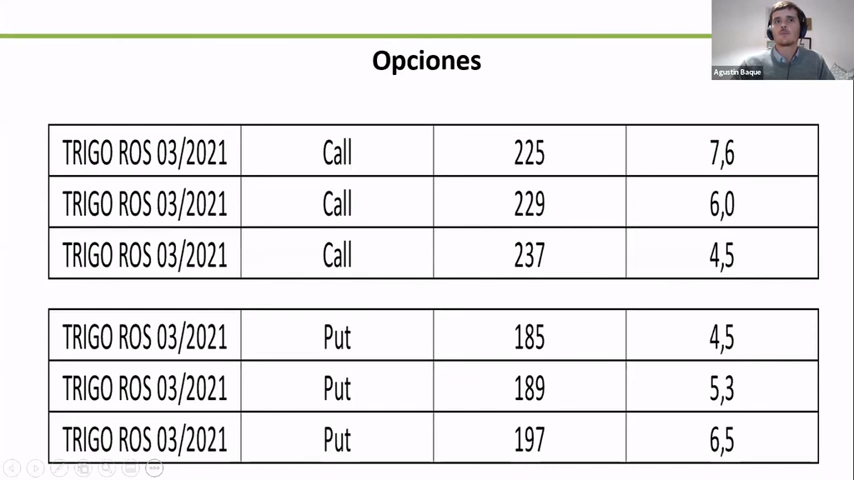 Opciones
Agustin Baque
TRIGO ROS 03/2021 Call 225 7,6
TRIGO ROS 03/2021 Call 229 6,0
TRIGO ROS 03/2021 Call 237 4,5
TRIGO ROS 03/2021 Put 185 4,5
TRIGO ROS 03/2021 Put 189 5,3
TRIGO ROS 03/2021 Put 197 6,5